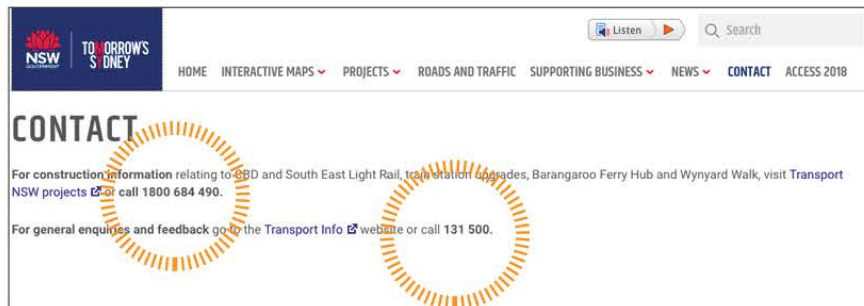 Listen
Search
NSW
GOVERNMENT
TOMORROW'S
SYDNEY
HOME INTERACTIVE MAPS PROJECTS ROADS AND TRAFFIC SUPPORTING BUSINESS NEWS CONTACT ACCESS 2018
CONTACT
For construction information relating to CBD and South East Light Rail, train station upgrades, Barangaroo Ferry Hub and Wynyard Walk, visit Transport
NSW projects or call 1800 684 490.
For general enquiries and feedback go to the Transport Info website or call 131 500.